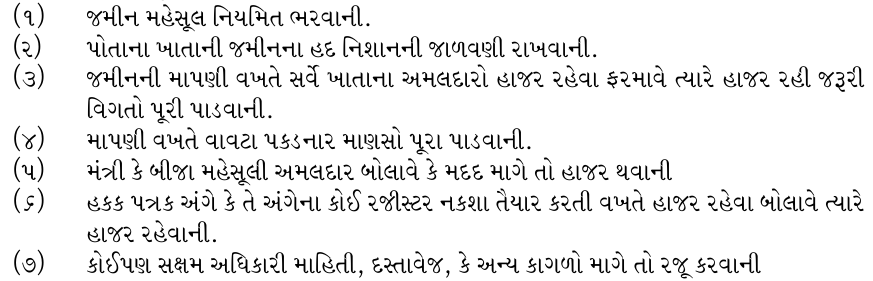 (૧) જમીન મહેસૂલ નિયમિત ભરવાની.
(૨) પોતાના ખાતાની જમીનના હદ નિશાનની જાળવણી રાખવાની.
(૩) જમીનની માપણી વખતે સર્વે ખાતાના અમલદારો હાજર રહેવા ફરમાવે ત્યારે હાજર રહી જરૂરી
વિગતો પૂરી પાડવાની.
(૪) માપણી વખતે વાવટા પકડનાર માણસો પૂરા પાડવાની.
(૫) મંત્રી કે બીજા મહેસૂલી અમલદાર બોલાવે કે મદદ માગે તો હાજર થવાની
(૬) હકક પત્રક અંગે કે તે અંગેના કોઈ રજીસ્ટર નકશા તૈયાર કરતી વખતે હાજર રહેવા બોલાવે ત્યારે
હાજર રહેવાની.
(૭) કોઈપણ સક્ષમ અધિકારી માહિતી, દસ્તાવેજ, કે અન્ય કાગળો માગે તો રજૂ કરવાની